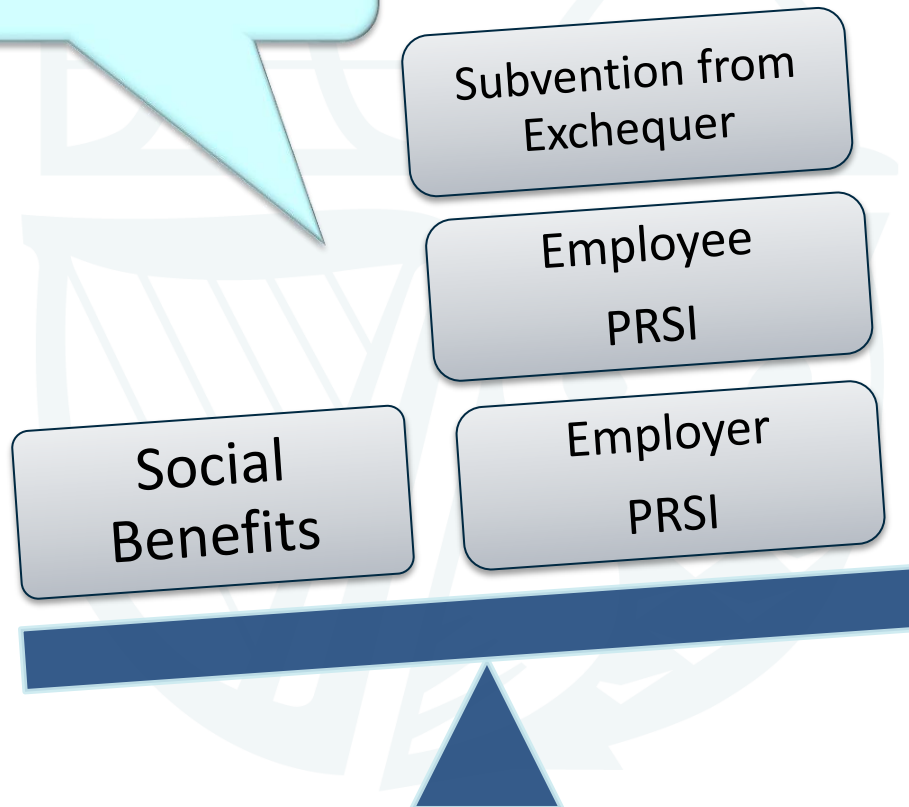 Subvention from
Exchequer
Employee
PRSI
Employer
PRSI
Social
Benefits